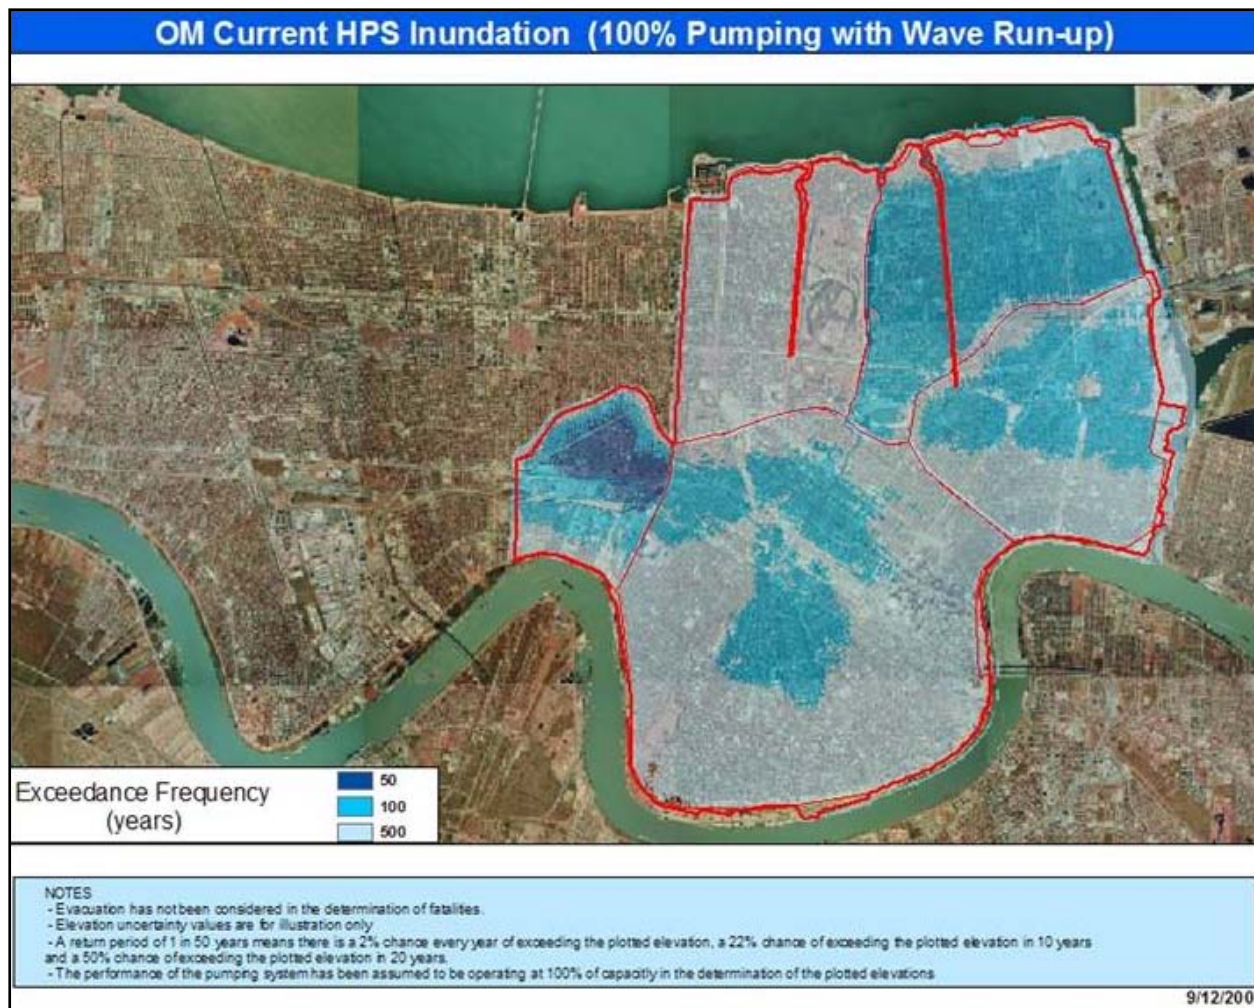 OM Current HPS Inundation (100% Pumping with Wave Run-up)
Exceedance Frequency
(years)
50
100
500
NOTES
- Evacuation has not been considered in the determination of fatalities.
- Elevation uncertainty values are for illustration only
- A return period of 1 in 50 years means there is a 2% chance every year of exceeding the plotted elevation, a 22% chance of exceeding the plotted elevation in 10 years
and a 50% chance of exceeding the plotted elevation in 20 years.
- The performance of the pumping system has been assumed to be operating at 100% of capacitly in the determination of the plotted elevations
9/12/200